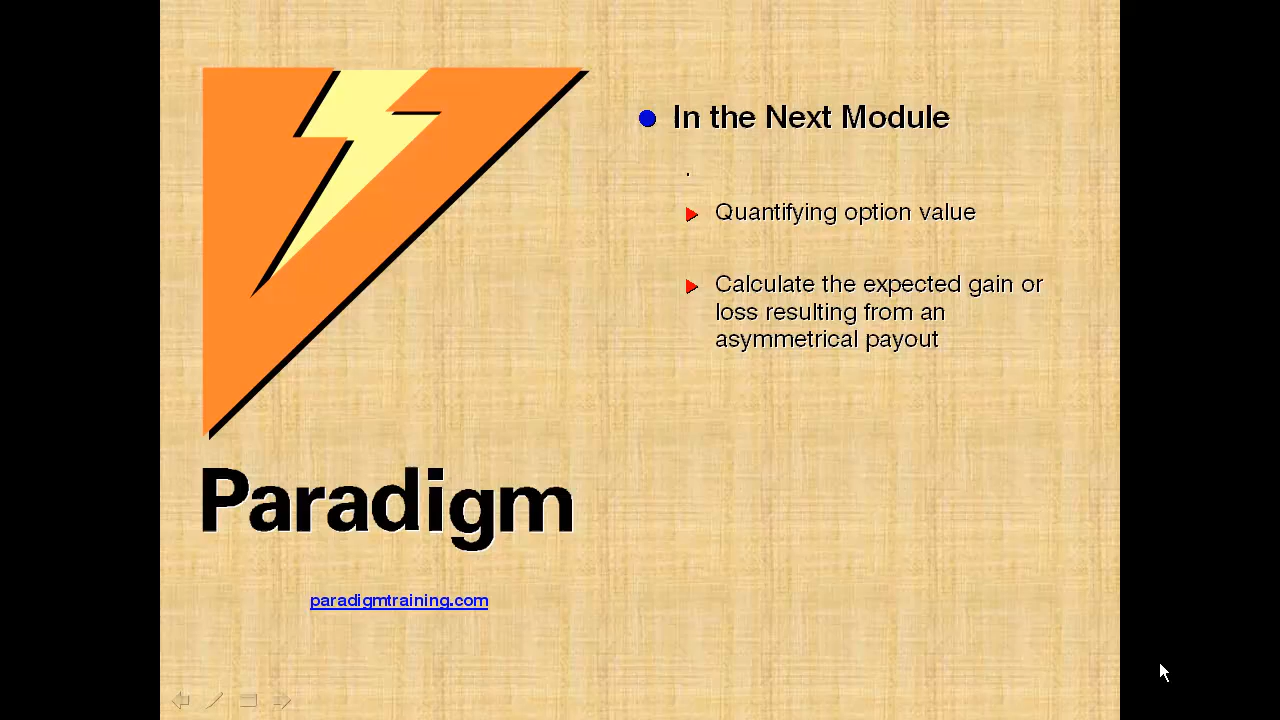 In the Next Module
.
Quantifying option value
Calculate the expected gain or
loss resulting from an
asymmetrical payout
Paradigm
paradigmtraining.com